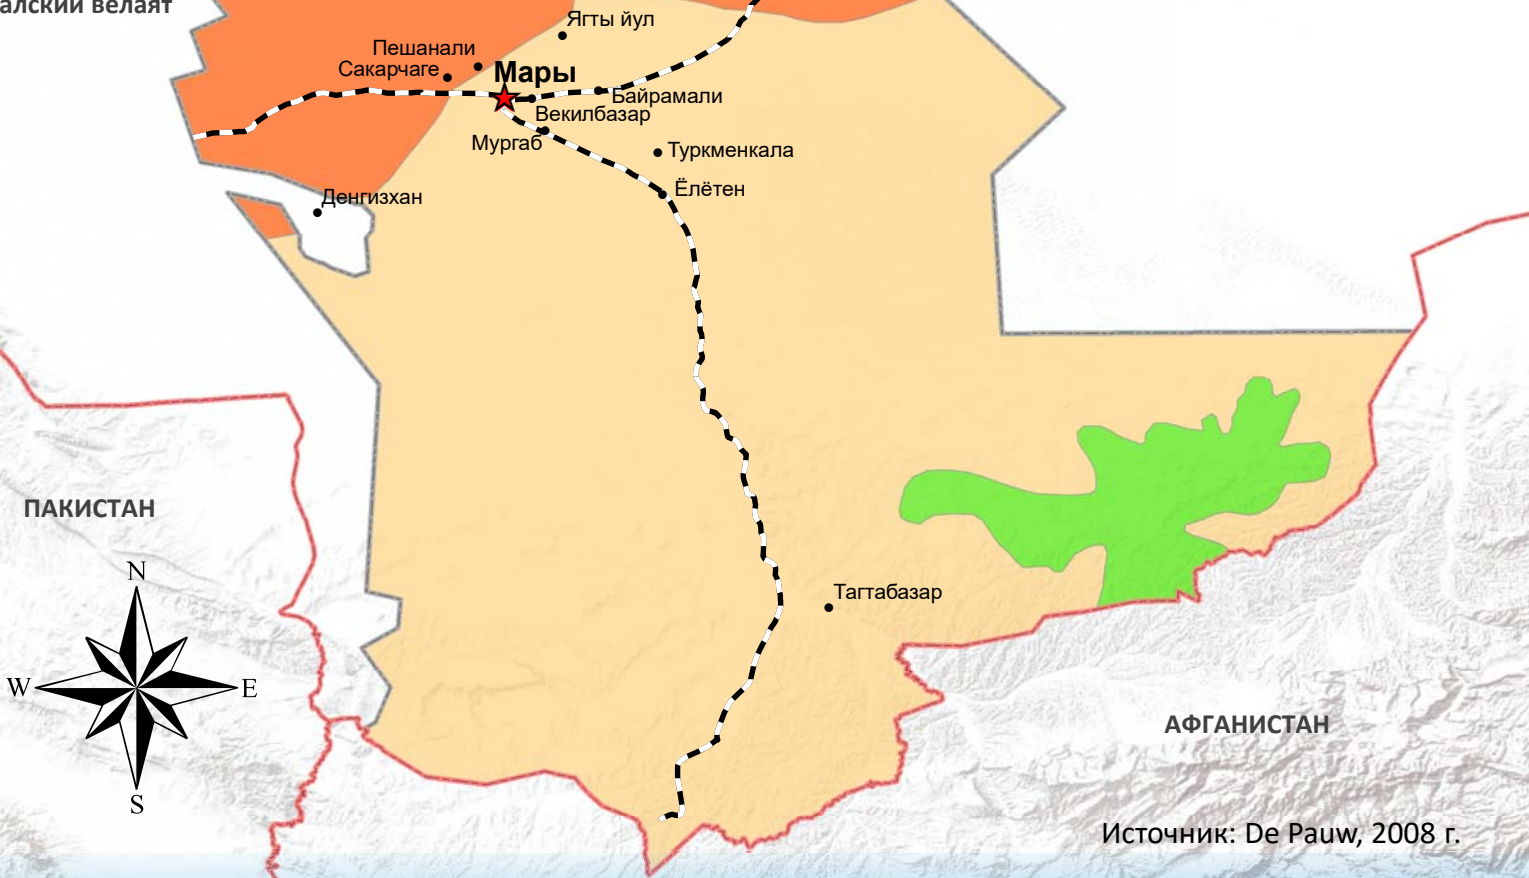 алский велаят
Ягты йул
Пешанали
Сакарчаге
Мары
Байрамали
Векилбазар
Мургаб
Туркменкала
Ёлётен
Денгизхан
ПАКИСТАН
N
W
E
S
Тагтабазар
АФГАНИСТАН
Источник: De Pauw, 2008 г.